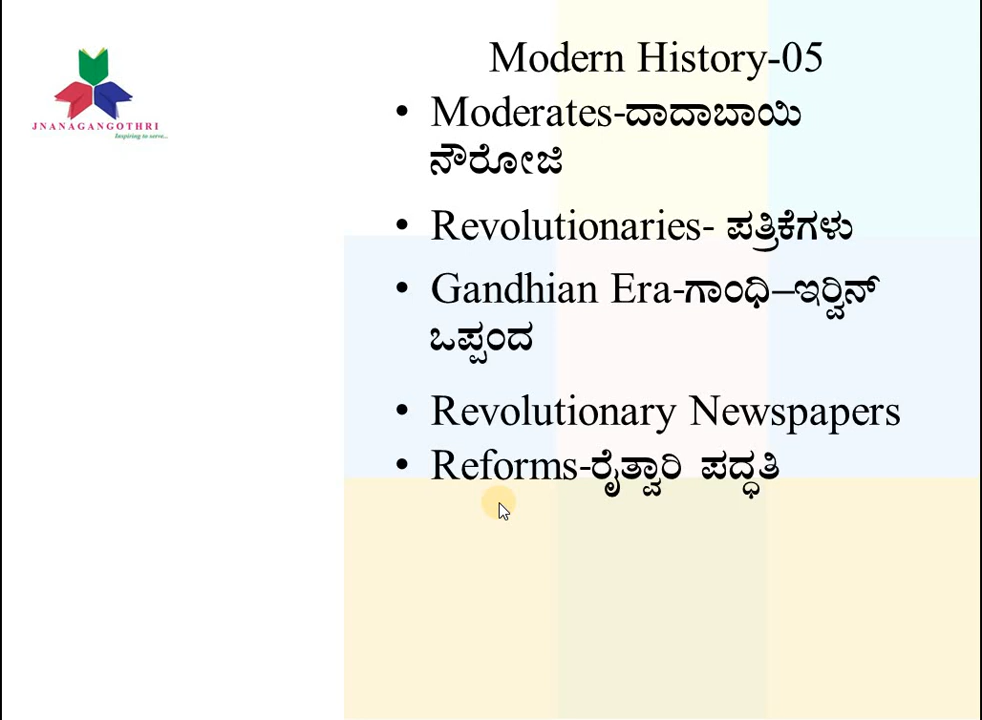 JNANAGANGOTHRI
Inspiring to serve...
Modern History-05
• Moderates-ದಾದಾಬಾಯಿ
ನೌರೋಜಿ
• Revolutionaries- ಪತ್ರಿಕೆಗಳು
• Gandhian Era-ಗಾಂಧಿ–ಇರ‍್ವಿನ್
ಒಪ್ಪಂದ
• Revolutionary Newspapers
• Reforms-ರೈತ್ವಾರಿ ಪದ್ಧತಿ